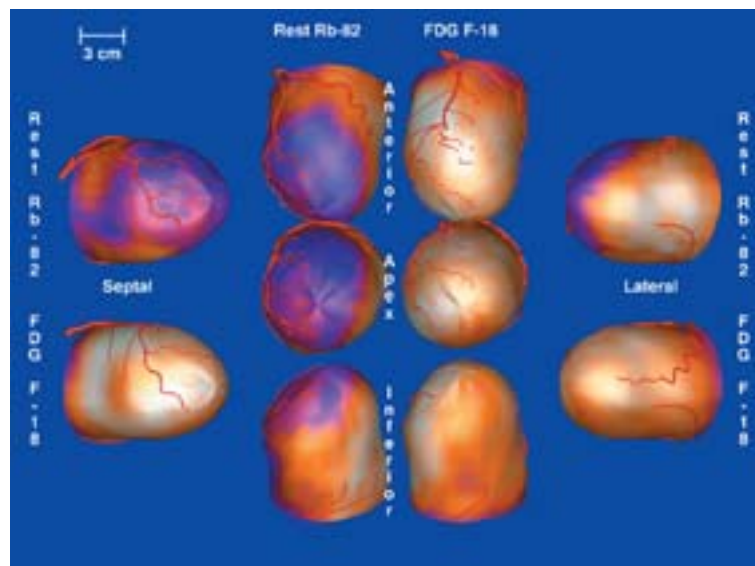 Rest Rb-82
FDG F-18
3 cm
Anterior
Rest Rb-82
Rest Rb-82
Septal
Apex
Lateral
FDG F-18
FDG F-18
Inferior